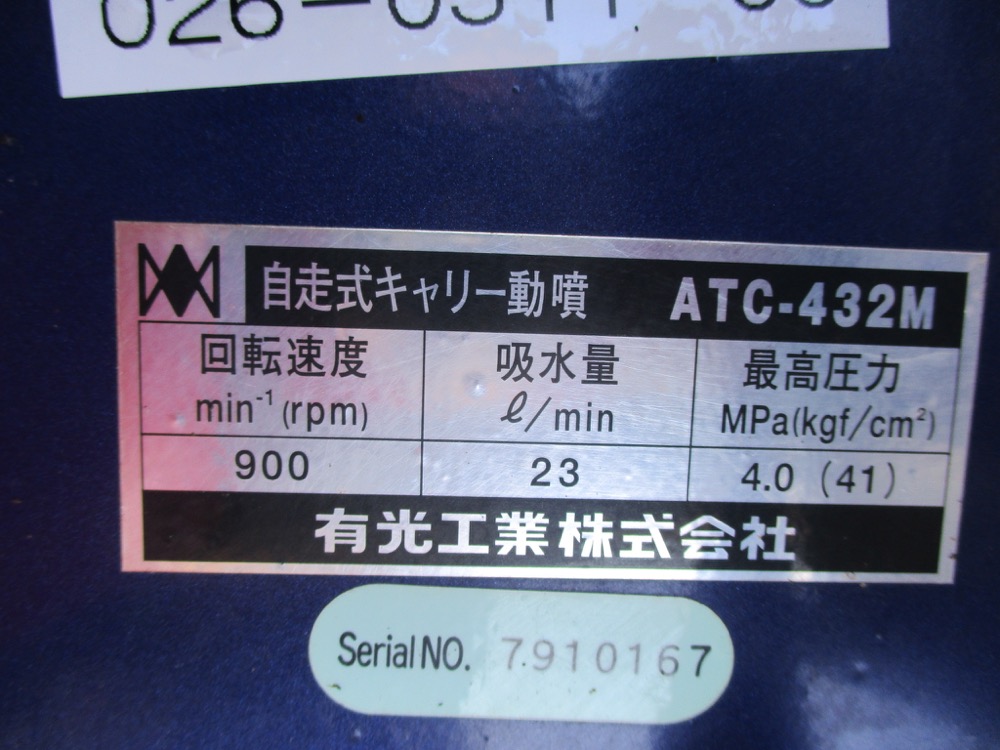 自走式キャリー動噴 ATC-432M
回転速度 吸水量 最高圧力
min⁻¹(rpm) ℓ/min MPa(kgf/cm²)
900 23 4.0 (41)
有光工業株式会社
Serial NO. 7910167